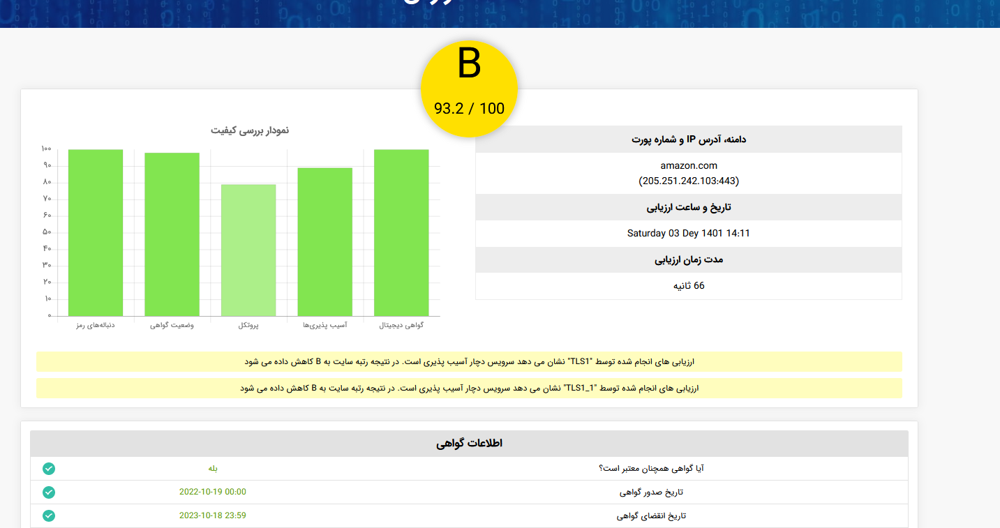 B
93.2 / 100
نمودار بررسی کیفیت
۱۰۰
۹۰
۸۰
۷۰
۶۰
۵۰
۴۰
۳۰
۲۰
۱۰
۰
گواهی دیجیتال
آسیب پذیری‌ها
پروتکل
وضعیت گواهی
دنباله‌های رمز
دامنه، آدرس IP و شماره پورت
amazon.com
(205.251.242.103:443)
تاریخ و ساعت ارزیابی
Saturday 03 Dey 1401 14:11
مدت زمان ارزیابی
66 ثانیه
ارزیابی های انجام شده توسط "TLS1" نشان می دهد سرویس دچار آسیب پذیری است. در نتیجه رتبه سایت به B کاهش داده می شود
ارزیابی های انجام شده توسط "TLS1_1" نشان می دهد سرویس دچار آسیب پذیری است. در نتیجه رتبه سایت به B کاهش داده می شود
اطلاعات گواهی
آیا گواهی همچنان معتبر است؟ بله
تاریخ صدور گواهی 2022-10-19 00:00
تاریخ انقضای گواهی 2023-10-18 23:59